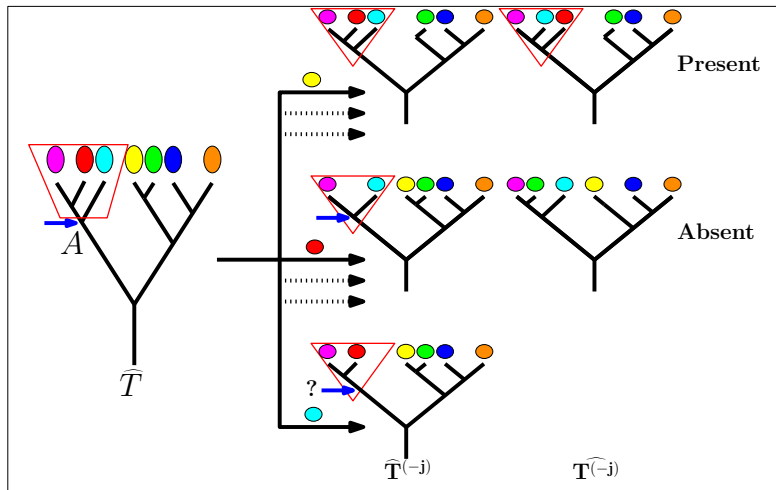 Present
A
Absent
T̂
?
T̂^(−j)
T^(−j)̂